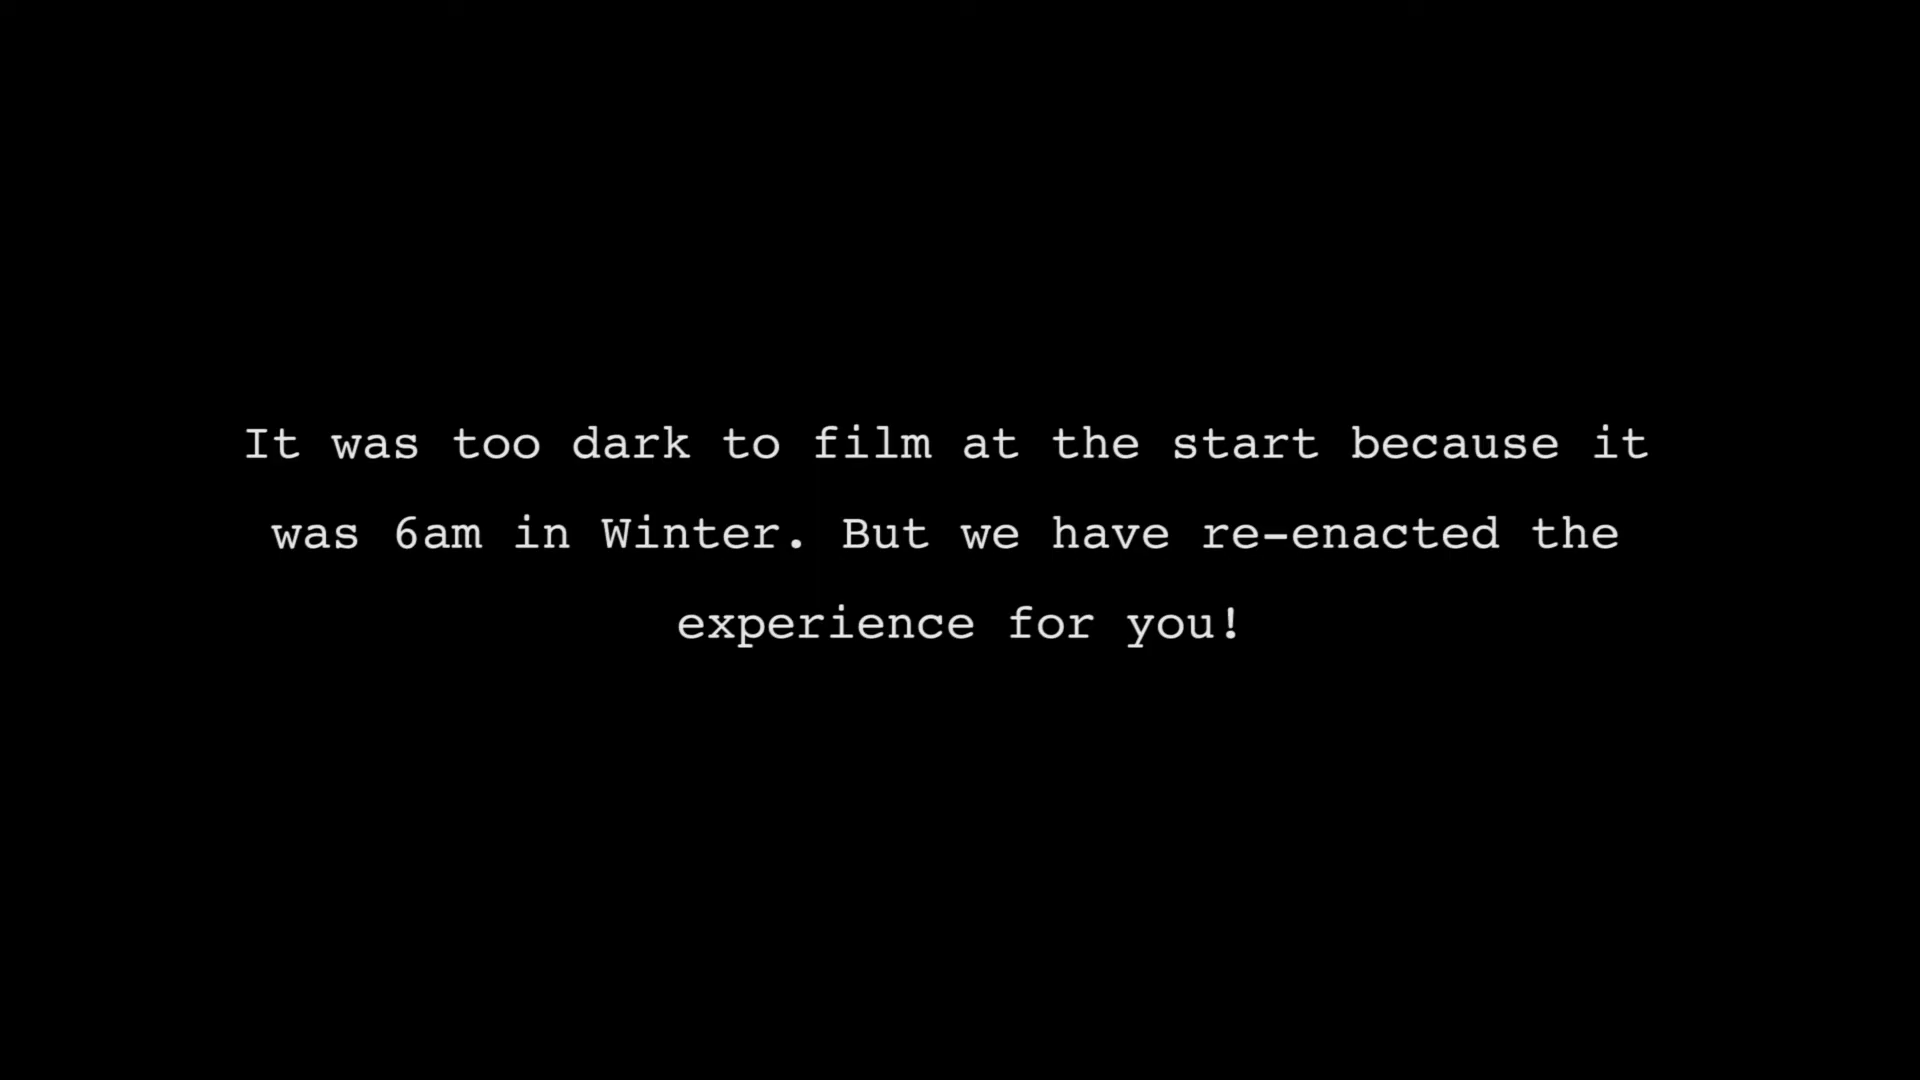 It was too dark to film at the start because it
was 6am in Winter. But we have re-enacted the
experience for you!